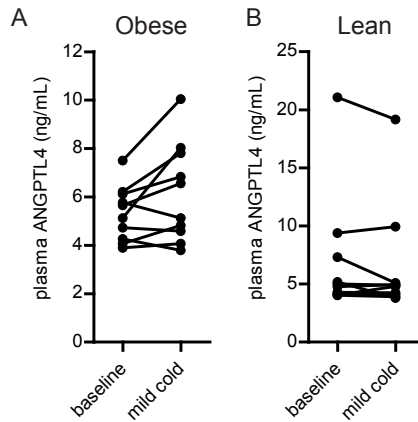 A
Obese
12
10
8
6
4
2
0
plasma ANGPTL4 (ng/mL)
baseline
mild cold
B
Lean
25
20
15
10
5
0
plasma ANGPTL4 (ng/mL)
baseline
mild cold